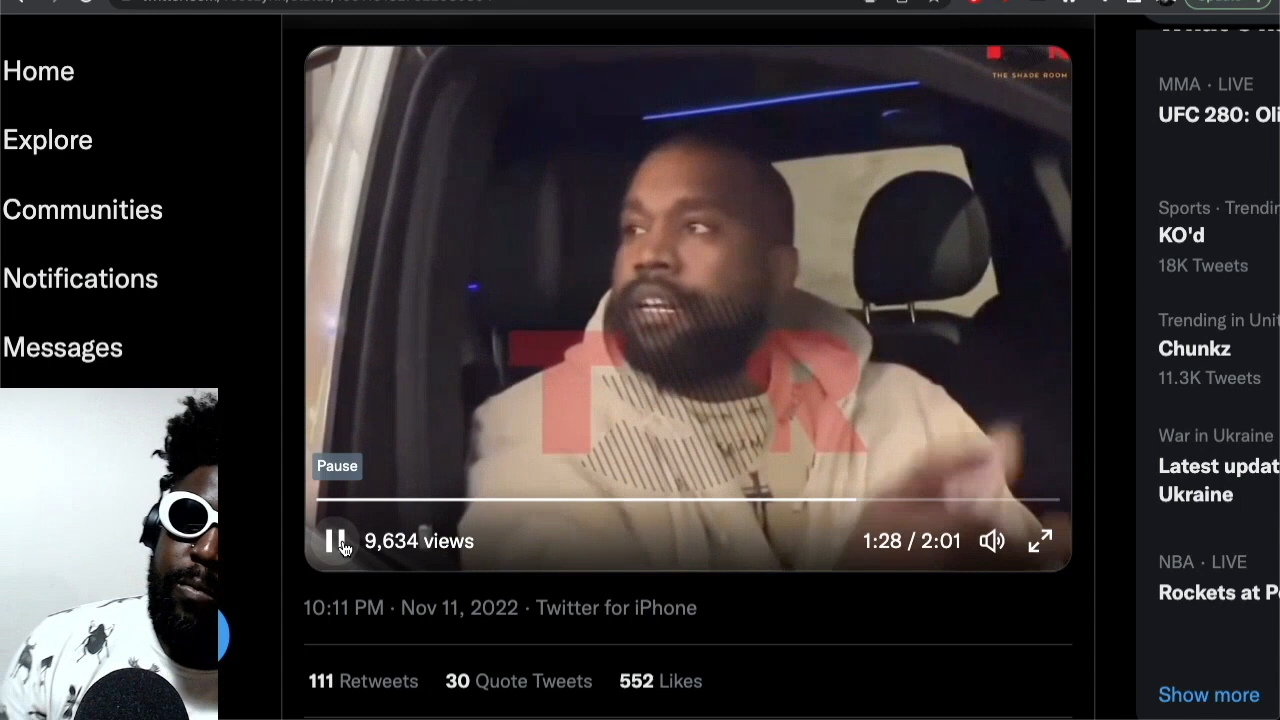 Home
Explore
Communities
Notifications
Messages
THE SHADE ROOM
T R
Pause
9,634 views
1:28 / 2:01
10:11 PM · Nov 11, 2022 · Twitter for iPhone
111 Retweets 30 Quote Tweets 552 Likes
MMA · LIVE
UFC 280: Oli
Sports · Trendin
KO'd
18K Tweets
Trending in Unit
Chunkz
11.3K Tweets
War in Ukraine
Latest updat
Ukraine
NBA · LIVE
Rockets at P
Show more